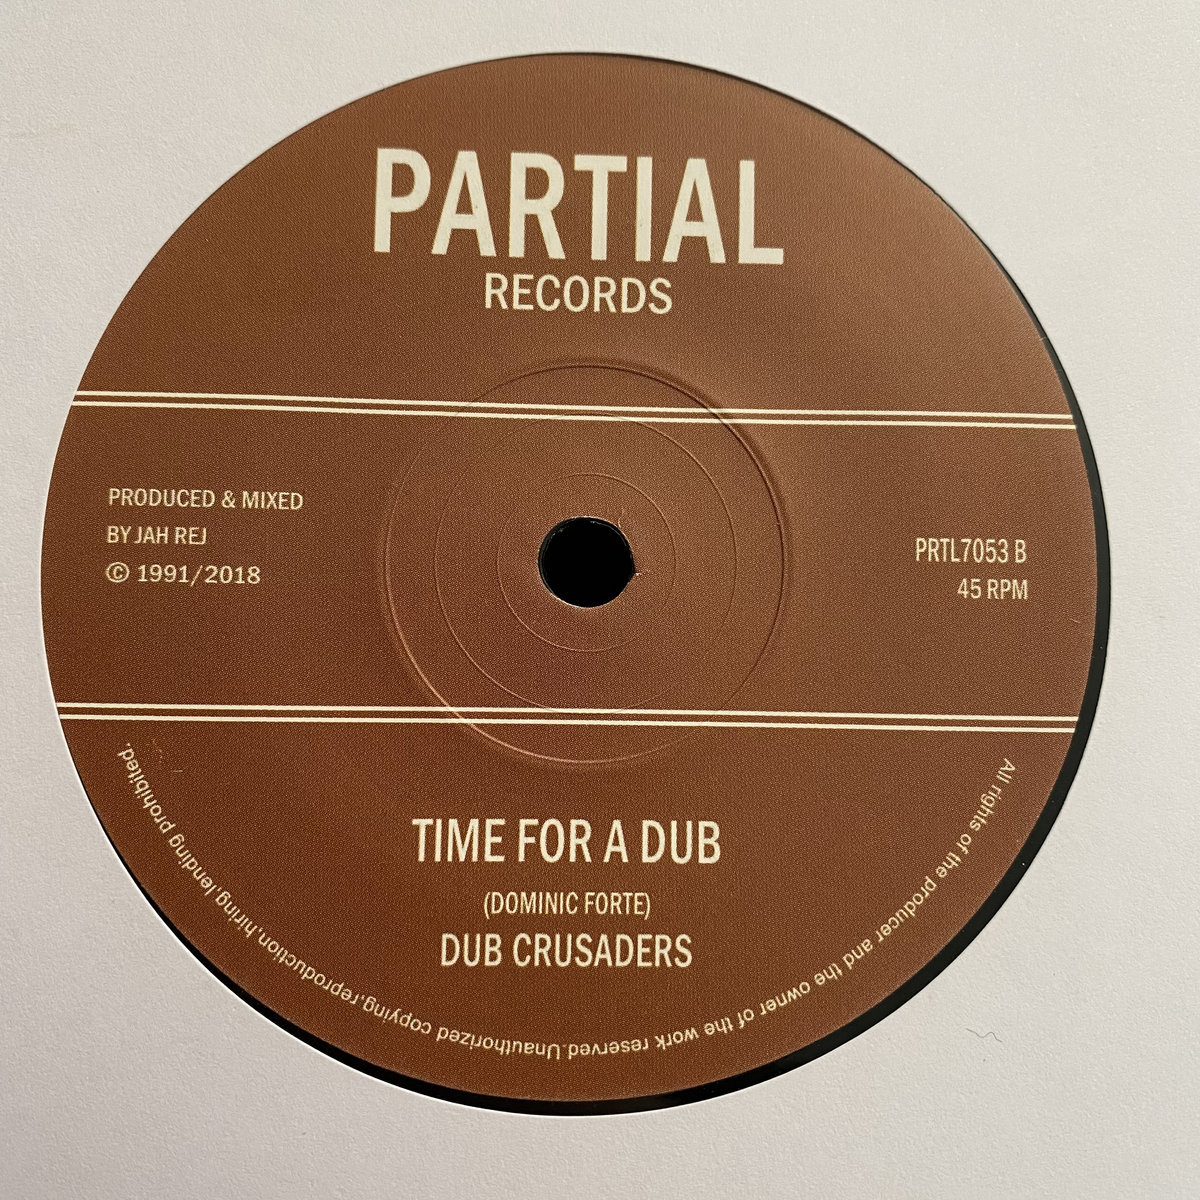 PARTIAL
RECORDS
PRODUCED & MIXED
BY JAH REJ
© 1991/2018
PRTL7053 B
45 RPM
TIME FOR A DUB
(DOMINIC FORTE)
DUB CRUSADERS
All rights of the producer and the owner of the work reserved.Unauthorized copying,reproduction,hiring,lending prohibited.